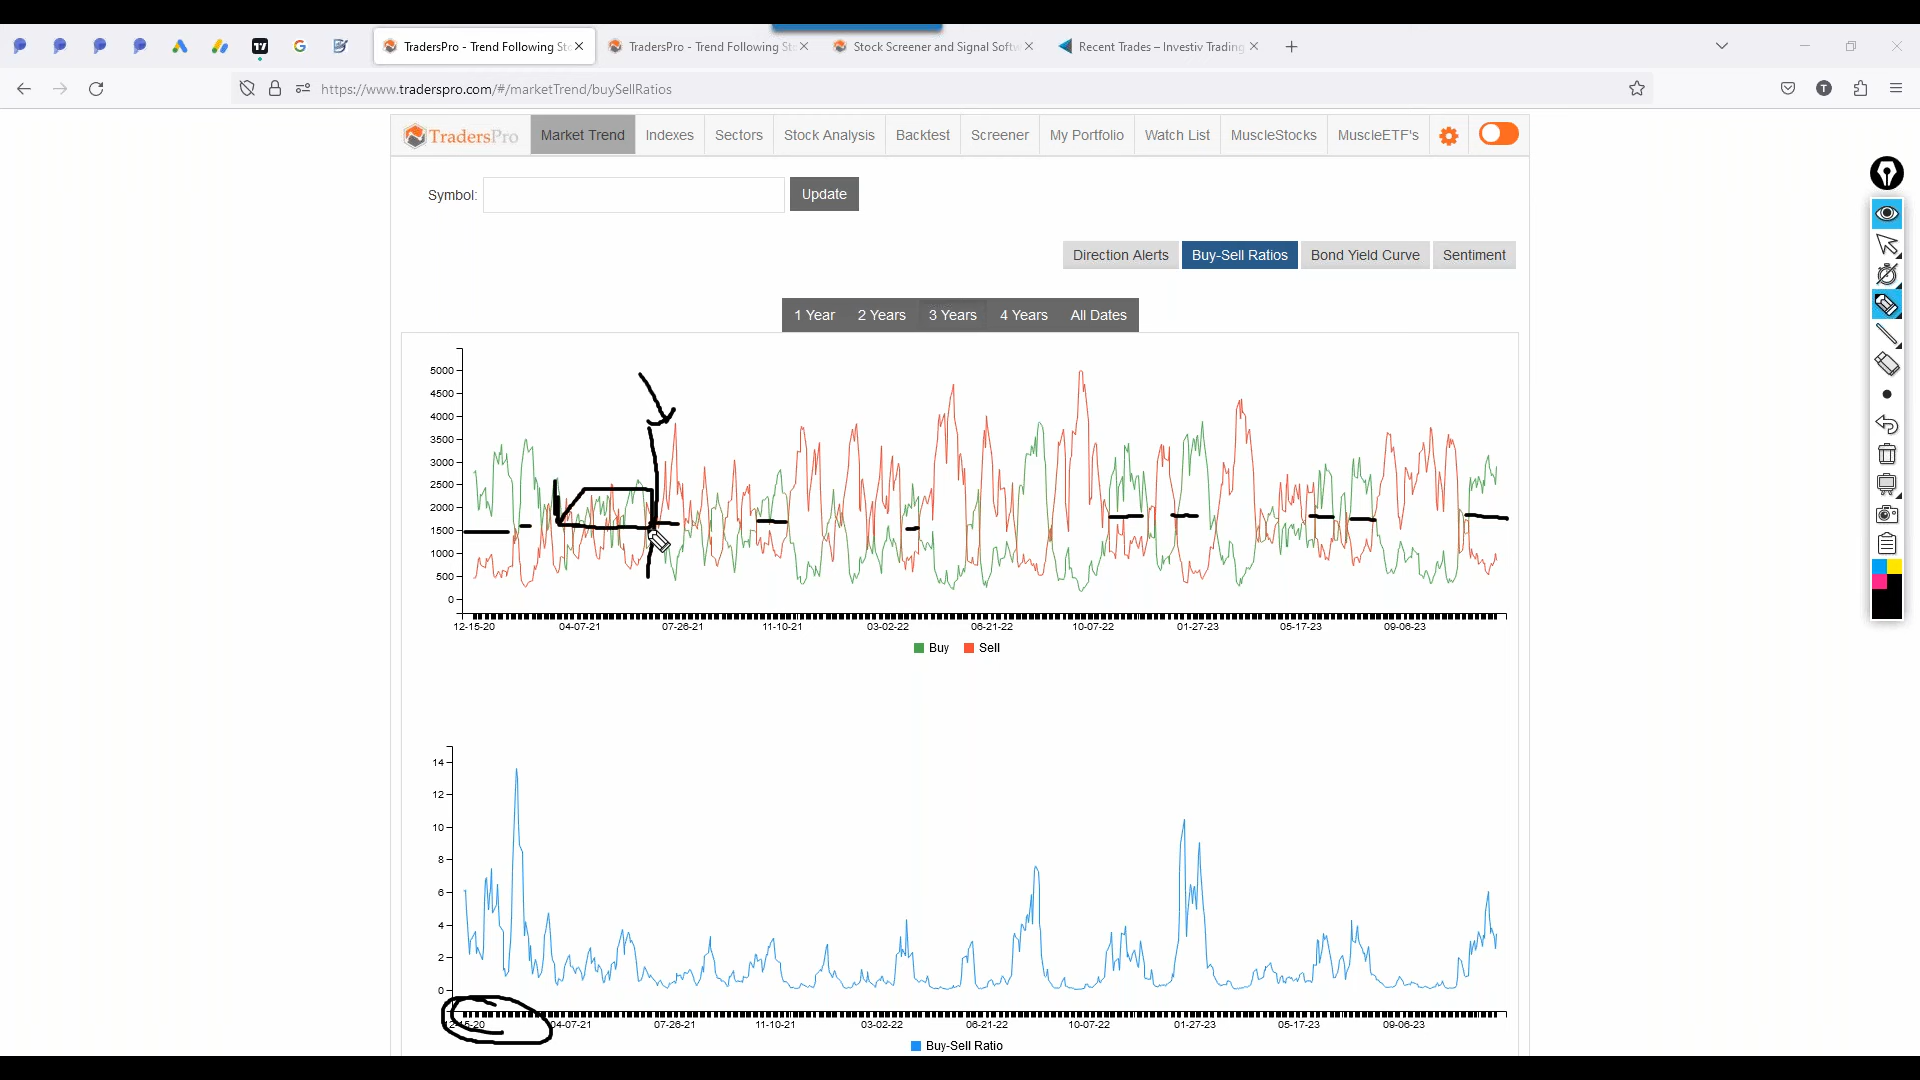 TradersPro - Trend Following St
TradersPro - Trend Following St
Stock Screener and Signal Softw
Recent Trades – Investiv Trading
https://www.traderspro.com/#/marketTrend/buySellRatios
T
TradersPro
Market Trend
Indexes
Sectors
Stock Analysis
Backtest
Screener
My Portfolio
Watch List
MuscleStocks
MuscleETF's
Symbol:
Update
Direction Alerts
Buy-Sell Ratios
Bond Yield Curve
Sentiment
1 Year
2 Years
3 Years
4 Years
All Dates
5000
4500
4000
3500
3000
2500
2000
1500
1000
500
0
12-15-20
04-07-21
07-26-21
11-10-21
03-02-22
06-21-22
10-07-22
01-27-23
05-17-23
09-06-23
Buy
Sell
14
12
10
8
6
4
2
0
12-15-20
04-07-21
07-26-21
11-10-21
03-02-22
06-21-22
10-07-22
01-27-23
05-17-23
09-06-23
Buy-Sell Ratio